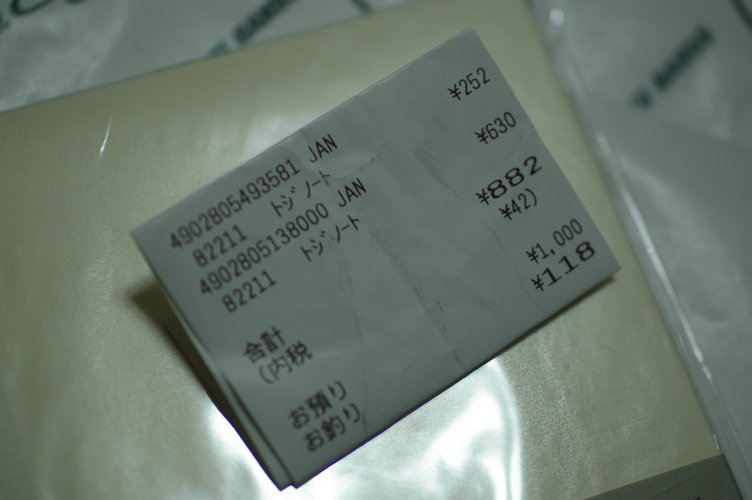 4902805493581 JAN
82211 トジノート ¥252
4902805138000 JAN
82211 トジノート ¥630
合計 ¥882
(内税 ¥42)
お預り ¥1,000
お釣り ¥118